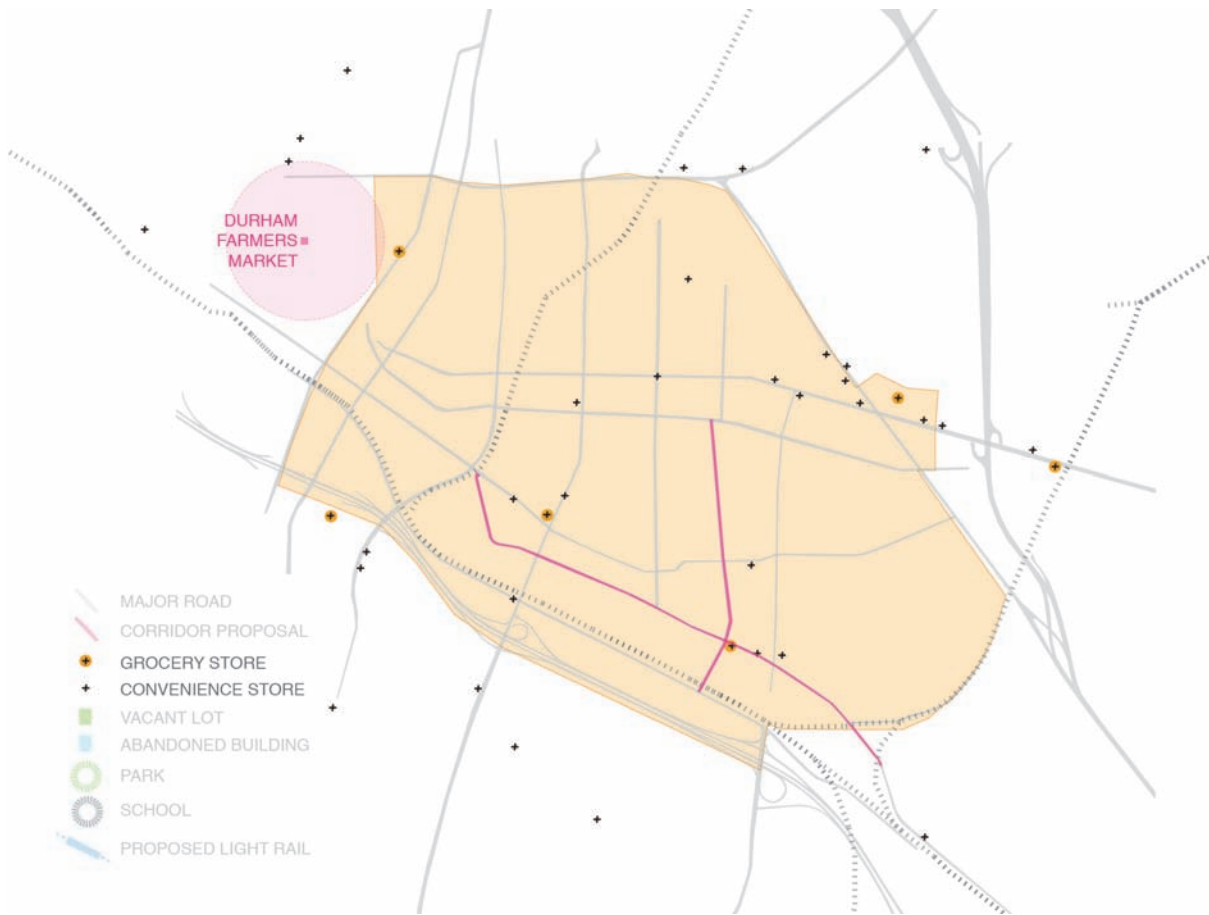 DURHAM
FARMERS
MARKET
MAJOR ROAD
CORRIDOR PROPOSAL
GROCERY STORE
CONVENIENCE STORE
VACANT LOT
ABANDONED BUILDING
PARK
SCHOOL
PROPOSED LIGHT RAIL